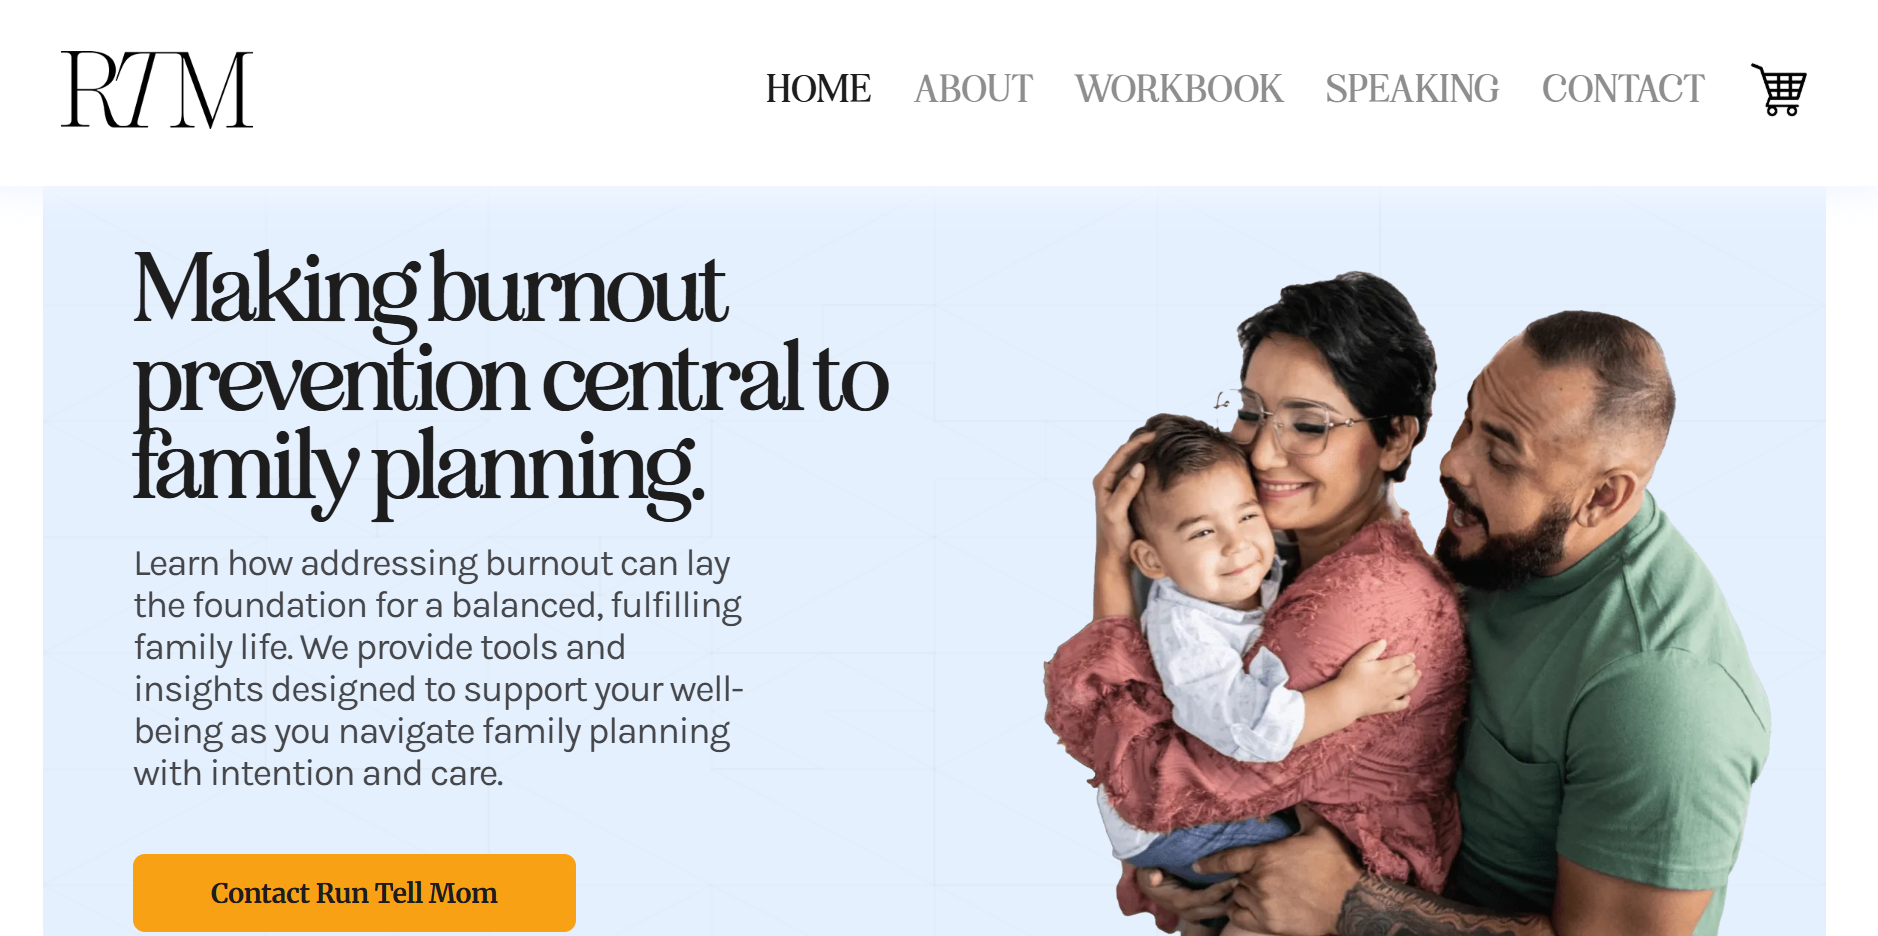 RTM
HOME ABOUT WORKBOOK SPEAKING CONTACT
Making burnout
prevention central to
family planning.
Learn how addressing burnout can lay
the foundation for a balanced, fulfilling
family life. We provide tools and
insights designed to support your well-
being as you navigate family planning
with intention and care.
Contact Run Tell Mom